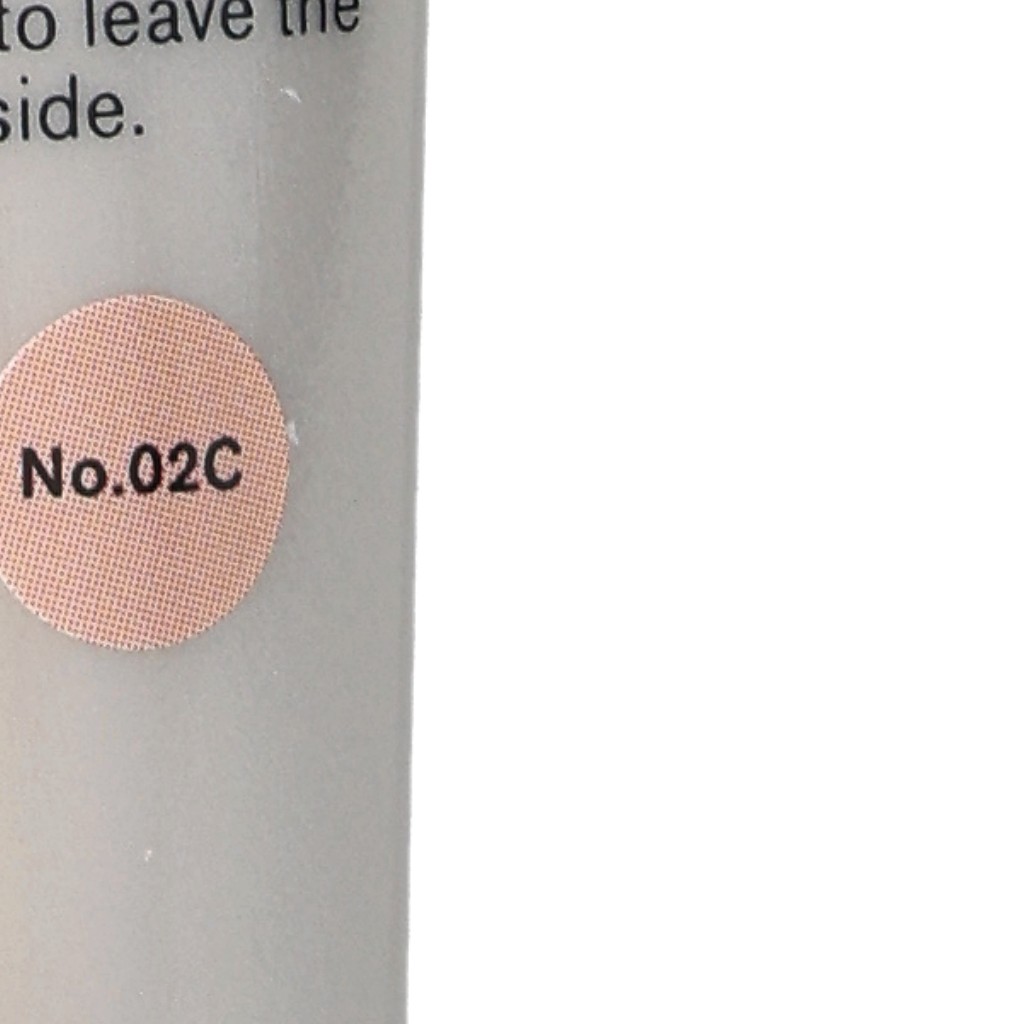 to leave the
side.
No.02C